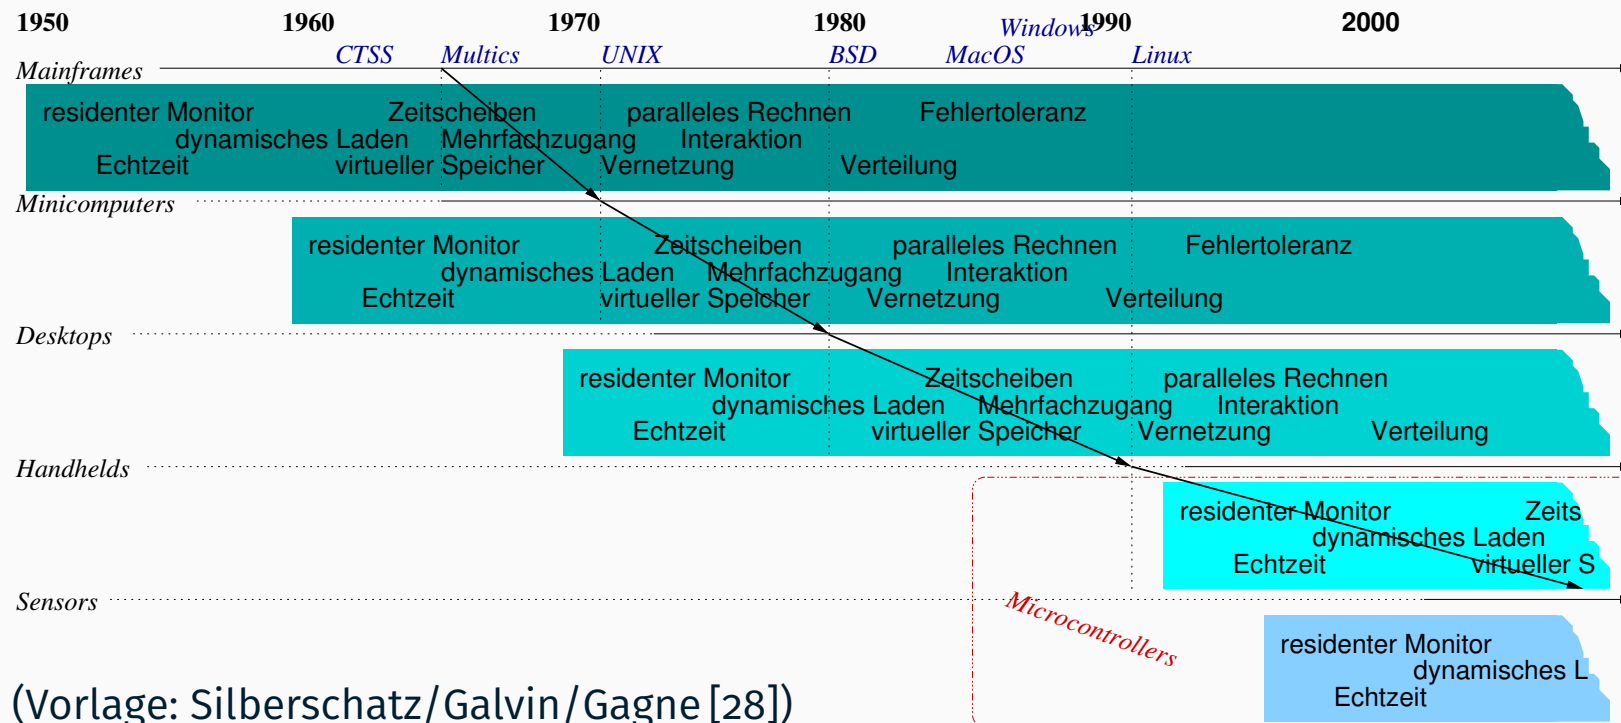 1950 1960 1970 1980 1990 2000
Windows
CTSS Multics UNIX BSD MacOS Linux
Mainframes
residenter Monitor Zeitscheiben paralleles Rechnen Fehlertoleranz
dynamisches Laden Mehrfachzugang Interaktion
Echtzeit virtueller Speicher Vernetzung Verteilung
Minicomputers
residenter Monitor Zeitscheiben paralleles Rechnen Fehlertoleranz
dynamisches Laden Mehrfachzugang Interaktion
Echtzeit virtueller Speicher Vernetzung Verteilung
Desktops
residenter Monitor Zeitscheiben paralleles Rechnen
dynamisches Laden Mehrfachzugang Interaktion
Echtzeit virtueller Speicher Vernetzung Verteilung
Handhelds
residenter Monitor Zeits
dynamisches Laden
Echtzeit virtueller S
Sensors
Microcontrollers
residenter Monitor
dynamisches L
Echtzeit
(Vorlage: Silberschatz/Galvin/Gagne [28])